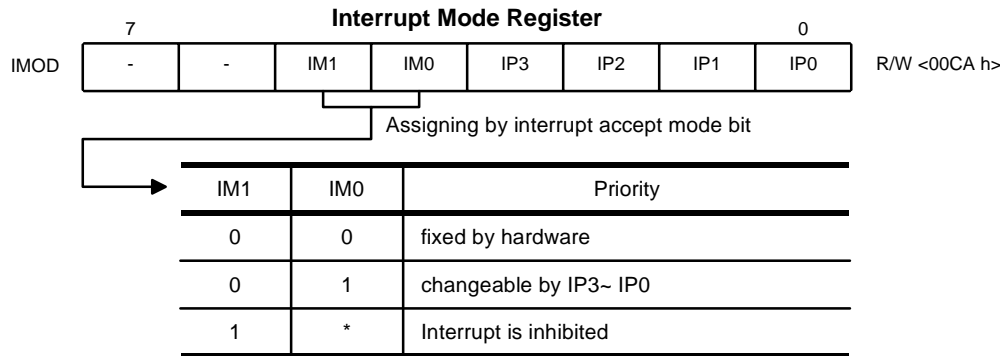 Interrupt Mode Register
7 0
IMOD - - IM1 IM0 IP3 IP2 IP1 IP0 R/W <00CA h>
Assigning by interrupt accept mode bit
IM1 IM0 Priority
0 0 fixed by hardware
0 1 changeable by IP3~ IP0
1 * Interrupt is inhibited